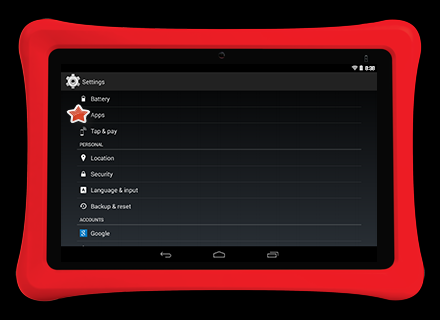 8:38
Settings
Battery
Apps
Tap & pay
PERSONAL
Location
Security
Language & input
Backup & reset
ACCOUNTS
Google